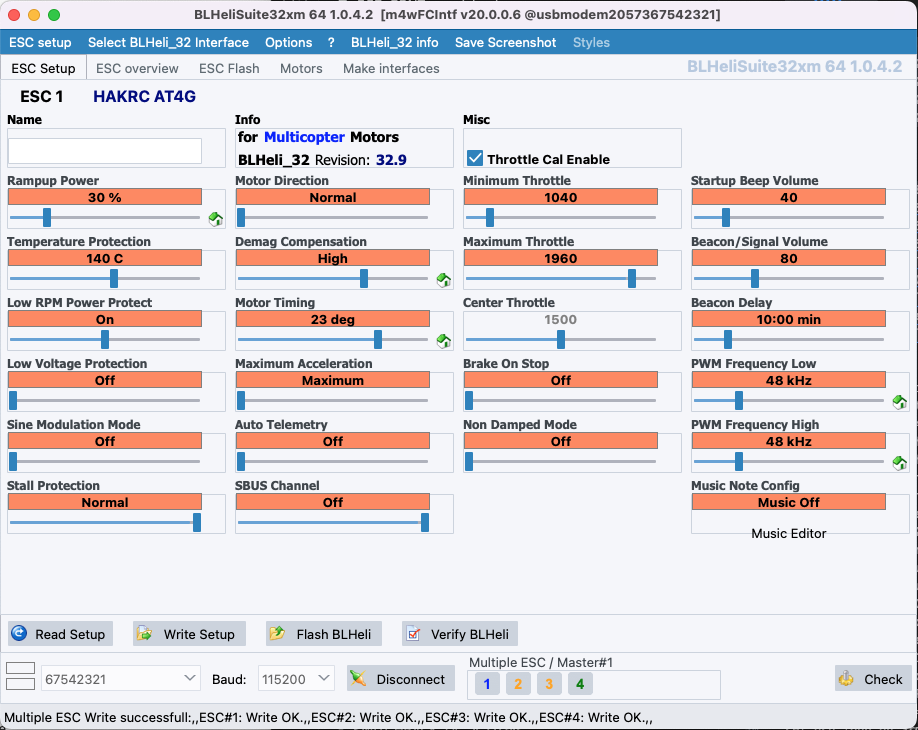 BLHeliSuite32xm 64 1.0.4.2 [m4wFCIntf v20.0.0.6 @usbmodem2057367542321]
ESC setup Select BLHeli_32 Interface Options ? BLHeli_32 info Save Screenshot Styles
ESC Setup ESC overview ESC Flash Motors Make interfaces BLHeliSuite32xm 64 1.0.4.2
ESC 1 HAKRC AT4G
Name Info Misc
for Multicopter Motors
BLHeli_32 Revision: 32.9 Throttle Cal Enable
Rampup Power Motor Direction Minimum Throttle Startup Beep Volume
30 % Normal 1040 40
Temperature Protection Demag Compensation Maximum Throttle Beacon/Signal Volume
140 C High 1960 80
Low RPM Power Protect Motor Timing Center Throttle Beacon Delay
On 23 deg 1500 10:00 min
Low Voltage Protection Maximum Acceleration Brake On Stop PWM Frequency Low
Off Maximum Off 48 kHz
Sine Modulation Mode Auto Telemetry Non Damped Mode PWM Frequency High
Off Off Off 48 kHz
Stall Protection SBUS Channel Music Note Config
Normal Off Music Off
Music Editor
Read Setup Write Setup Flash BLHeli Verify BLHeli
Multiple ESC / Master#1
67542321 Baud: 115200 Disconnect 1 2 3 4 Check
Multiple ESC Write successfull:,,ESC#1: Write OK.,,ESC#2: Write OK.,,ESC#3: Write OK.,,ESC#4: Write OK.,,